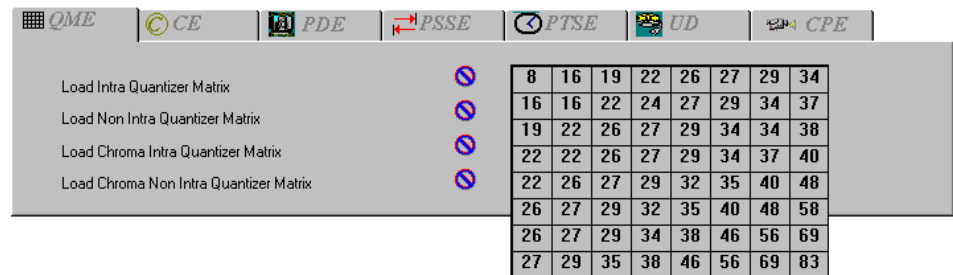 QME CE PDE PSSE PTSE UD CPE
Load Intra Quantizer Matrix
Load Non Intra Quantizer Matrix
Load Chroma Intra Quantizer Matrix
Load Chroma Non Intra Quantizer Matrix
8 16 19 22 26 27 29 34
16 16 22 24 27 29 34 37
19 22 26 27 29 34 34 38
22 22 26 27 29 34 37 40
22 26 27 29 32 35 40 48
26 27 29 32 35 40 48 58
26 27 29 34 38 46 56 69
27 29 35 38 46 56 69 83